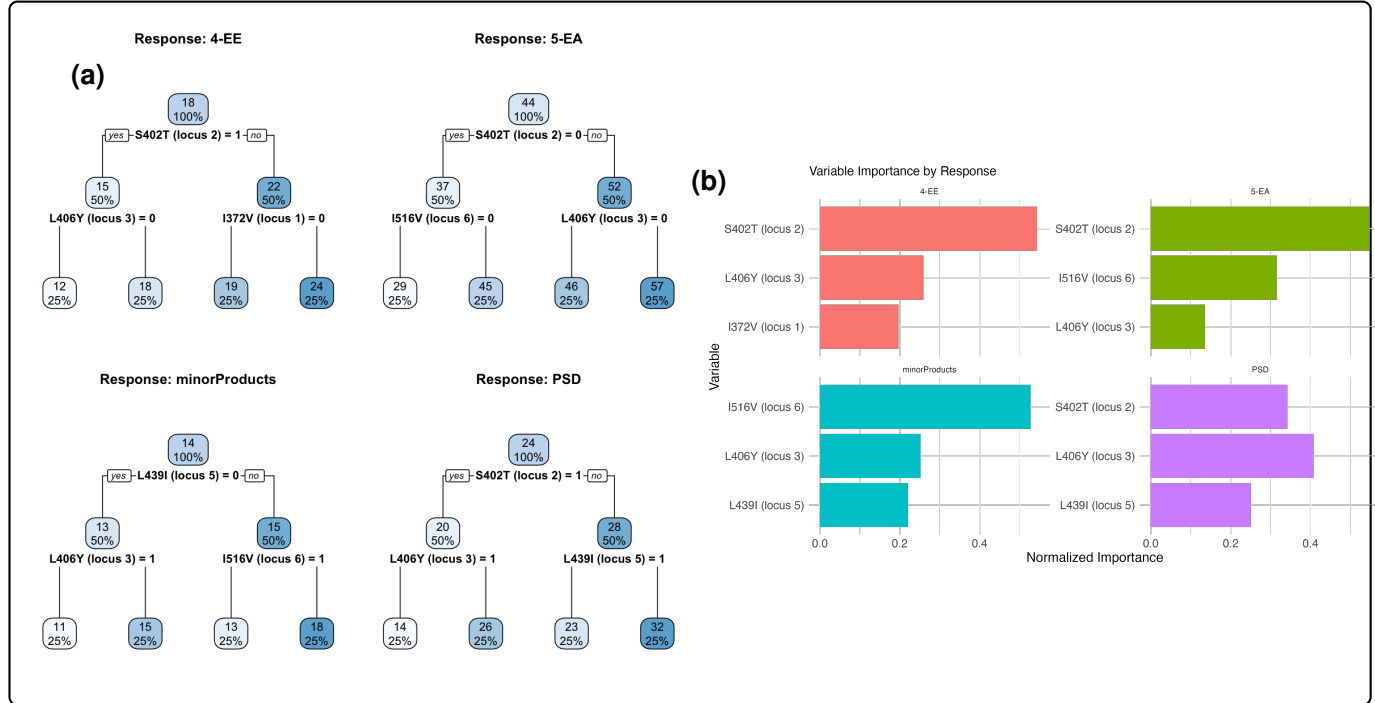 Response: 4-EE
Response: 5-EA
(a)
18
100%
yes S402T (locus 2) = 1 no
15
50%
22
50%
L406Y (locus 3) = 0
I372V (locus 1) = 0
12
25%
18
25%
19
25%
24
25%
44
100%
yes S402T (locus 2) = 0 no
37
50%
52
50%
I516V (locus 6) = 0
L406Y (locus 3) = 0
29
25%
45
25%
46
25%
57
25%
Response: minorProducts
Response: PSD
14
100%
yes L439I (locus 5) = 0 no
13
50%
15
50%
L406Y (locus 3) = 1
I516V (locus 6) = 1
11
25%
15
25%
13
25%
18
25%
24
100%
yes S402T (locus 2) = 1 no
20
50%
28
50%
L406Y (locus 3) = 1
L439I (locus 5) = 1
14
25%
26
25%
23
25%
32
25%
(b)
Variable Importance by Response
4-EE
S402T (locus 2)
L406Y (locus 3)
I372V (locus 1)
5-EA
S402T (locus 2)
I516V (locus 6)
L406Y (locus 3)
Variable
minorProducts
I516V (locus 6)
L406Y (locus 3)
L439I (locus 5)
0.0 0.2 0.4
PSD
S402T (locus 2)
L406Y (locus 3)
L439I (locus 5)
0.0 0.2 0.4
Normalized Importance